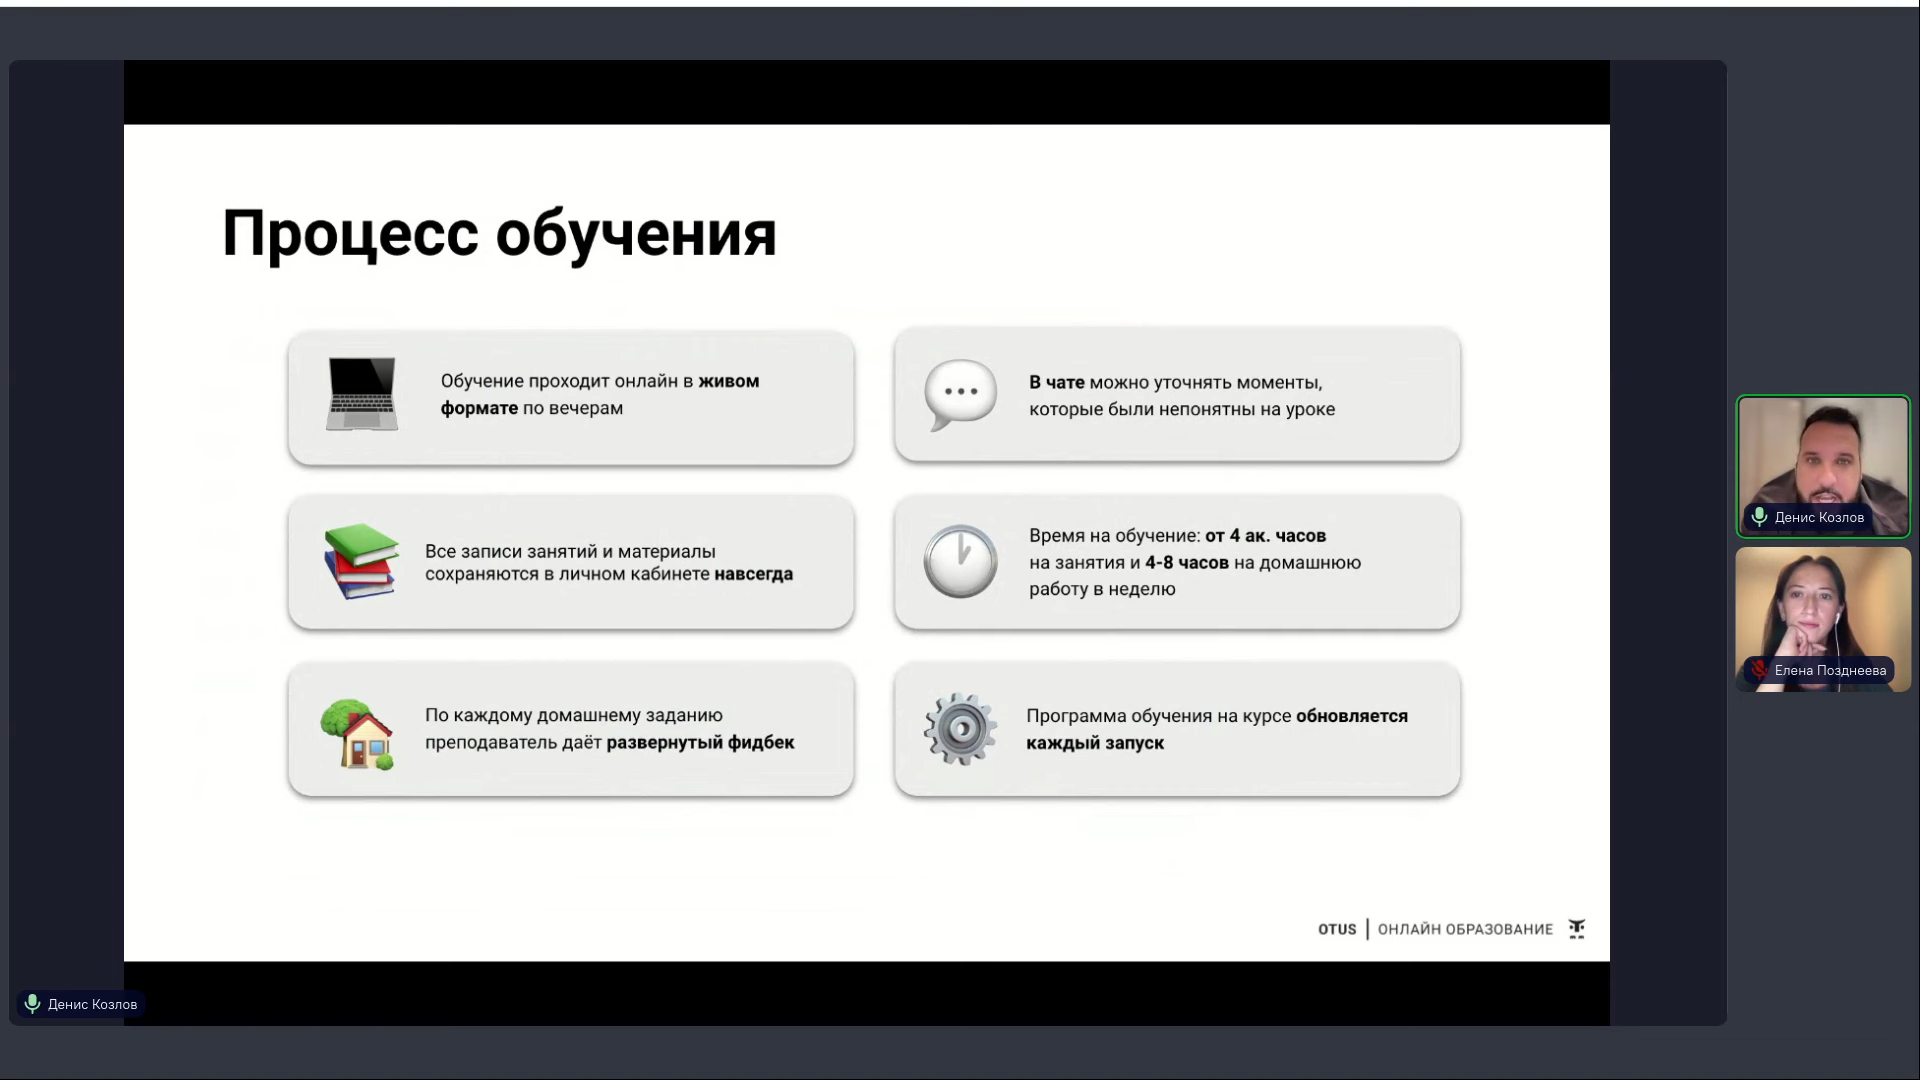 Процесс обучения
Обучение проходит онлайн в живом
формате по вечерам
В чате можно уточнять моменты,
которые были непонятны на уроке
Все записи занятий и материалы
сохраняются в личном кабинете навсегда
Время на обучение: от 4 ак. часов
на занятия и 4-8 часов на домашнюю
работу в неделю
По каждому домашнему заданию
преподаватель даёт развернутый фидбек
Программа обучения на курсе обновляется
каждый запуск
OTUS | ОНЛАЙН ОБРАЗОВАНИЕ
Денис Козлов
Денис Козлов
Елена Позднеева